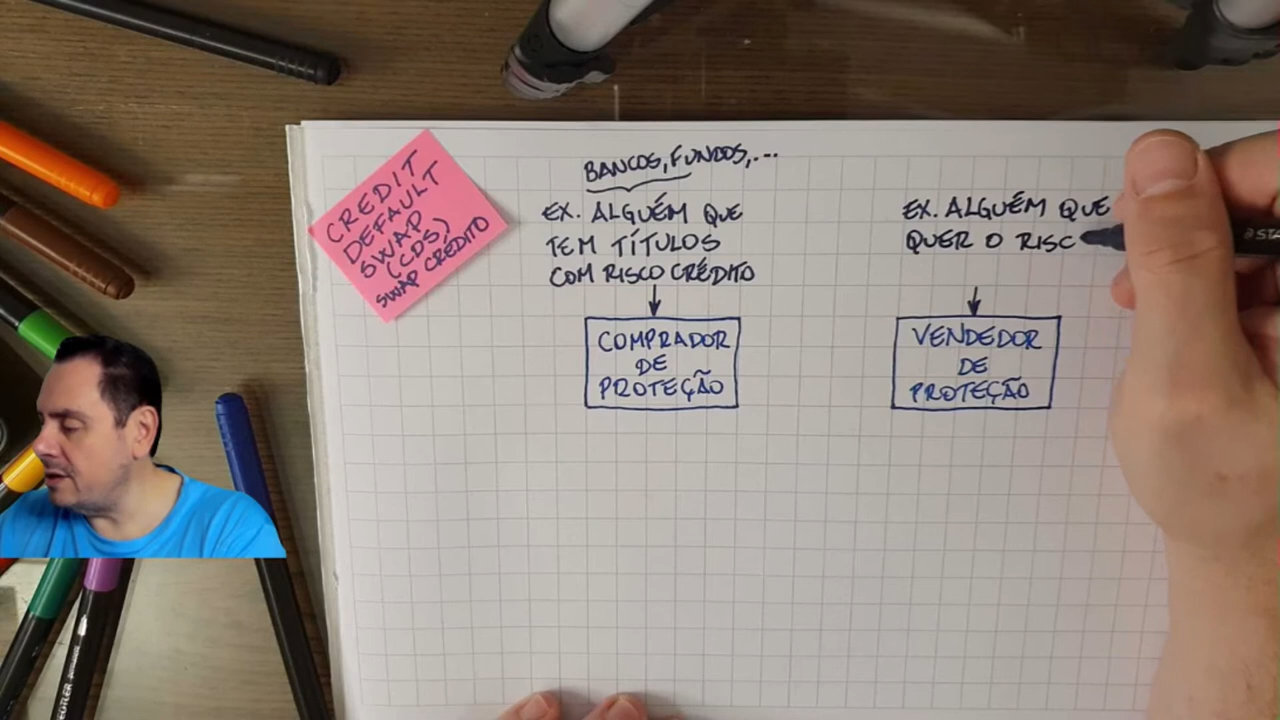 CREDIT
DEFAULT
SWAP
(CDS)
SWAP CRÉDITO
BANCOS, FUNDOS,...
EX. ALGUÉM QUE
TEM TÍTULOS
COM RISCO CRÉDITO
COMPRADOR
DE
PROTEÇÃO
EX. ALGUÉM QUE
QUER O RISC
VENDEDOR
DE
PROTEÇÃO